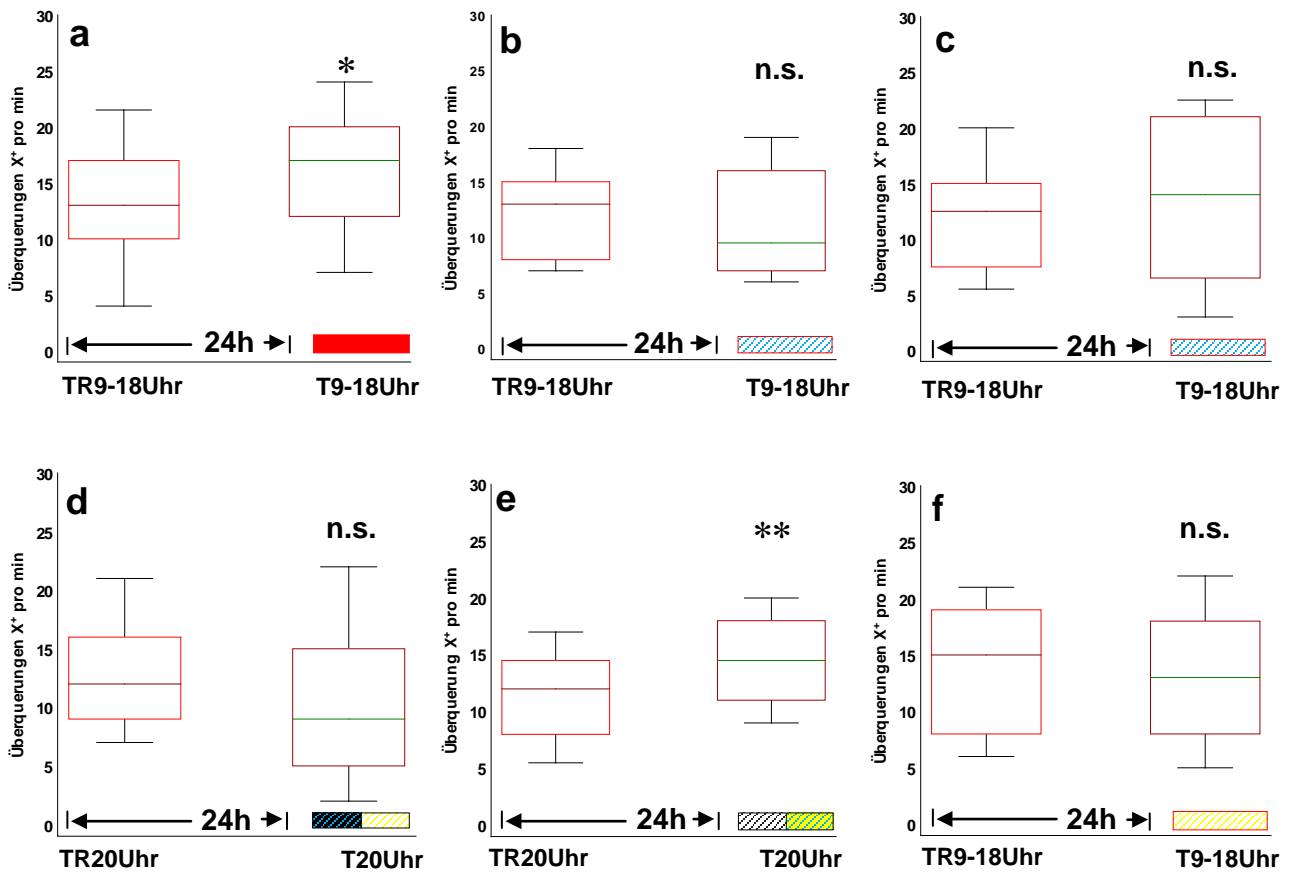 a
*
Überquerungen X⁺ pro min
30
25
20
15
10
5
0
24h
TR9-18Uhr
T9-18Uhr
b
n.s.
Überquerungen X⁺ pro min
30
25
20
15
10
5
0
24h
TR9-18Uhr
T9-18Uhr
c
n.s.
Überquerungen X⁺ pro min
30
25
20
15
10
5
0
24h
TR9-18Uhr
T9-18Uhr
d
n.s.
Überquerungen X⁺ pro min
30
25
20
15
10
5
0
24h
TR20Uhr
T20Uhr
e
**
Überquerung X⁺ pro min
30
25
20
15
10
5
0
24h
TR20Uhr
T20Uhr
f
n.s.
Überquerungen X⁺ pro min
30
25
20
15
10
5
0
24h
TR9-18Uhr
T9-18Uhr